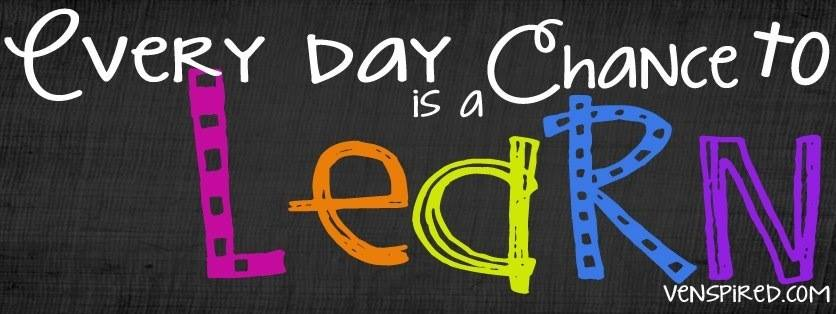 Every day is a Chance to
Learn
venspired.com